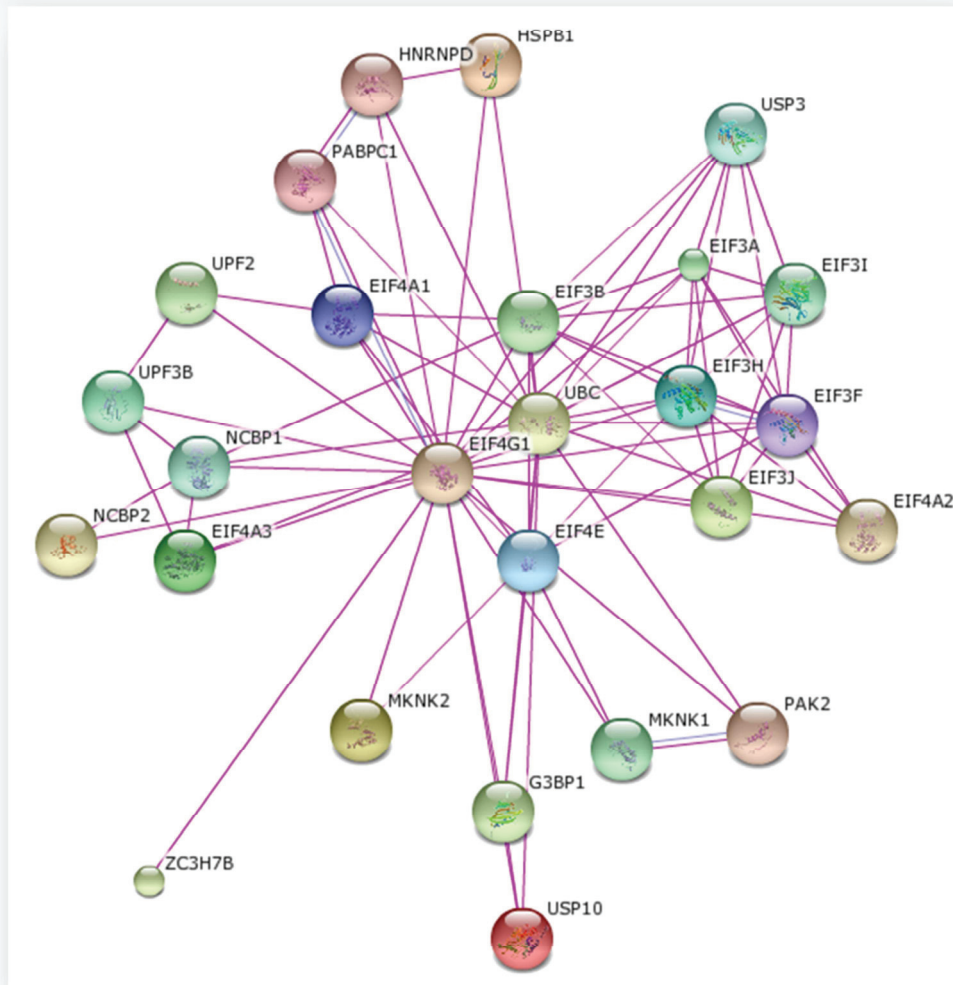 HSPB1
HNRNPD
USP3
PABPC1
EIF3A
UPF2
EIF3I
EIF4A1
EIF3B
EIF3H
UPF3B
UBC
EIF3F
NCBP1
EIF4G1
EIF3J
EIF4A2
NCBP2
EIF4A3
EIF4E
MKNK2
MKNK1
PAK2
G3BP1
ZC3H7B
USP10